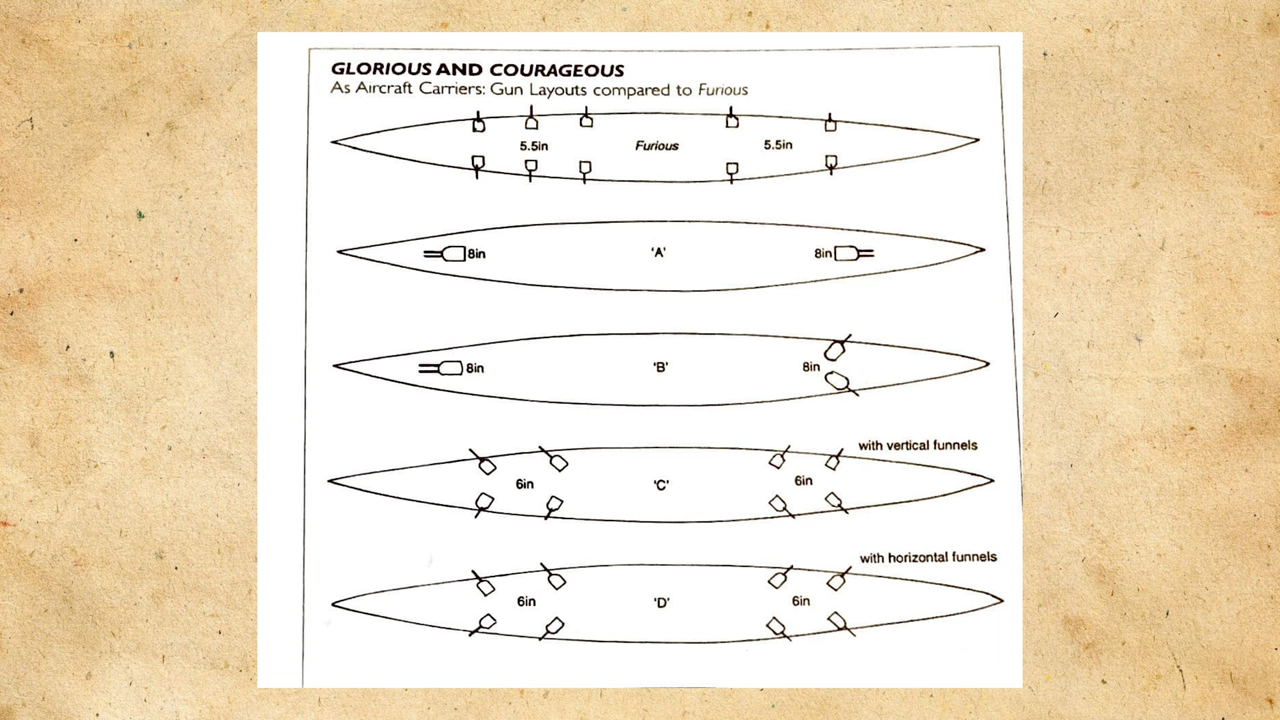 GLORIOUS AND COURAGEOUS
As Aircraft Carriers: Gun Layouts compared to Furious
5.5in Furious 5.5in
8in 'A' 8in
8in 'B' 8in
with vertical funnels
6in 'C' 6in
with horizontal funnels
6in 'D' 6in